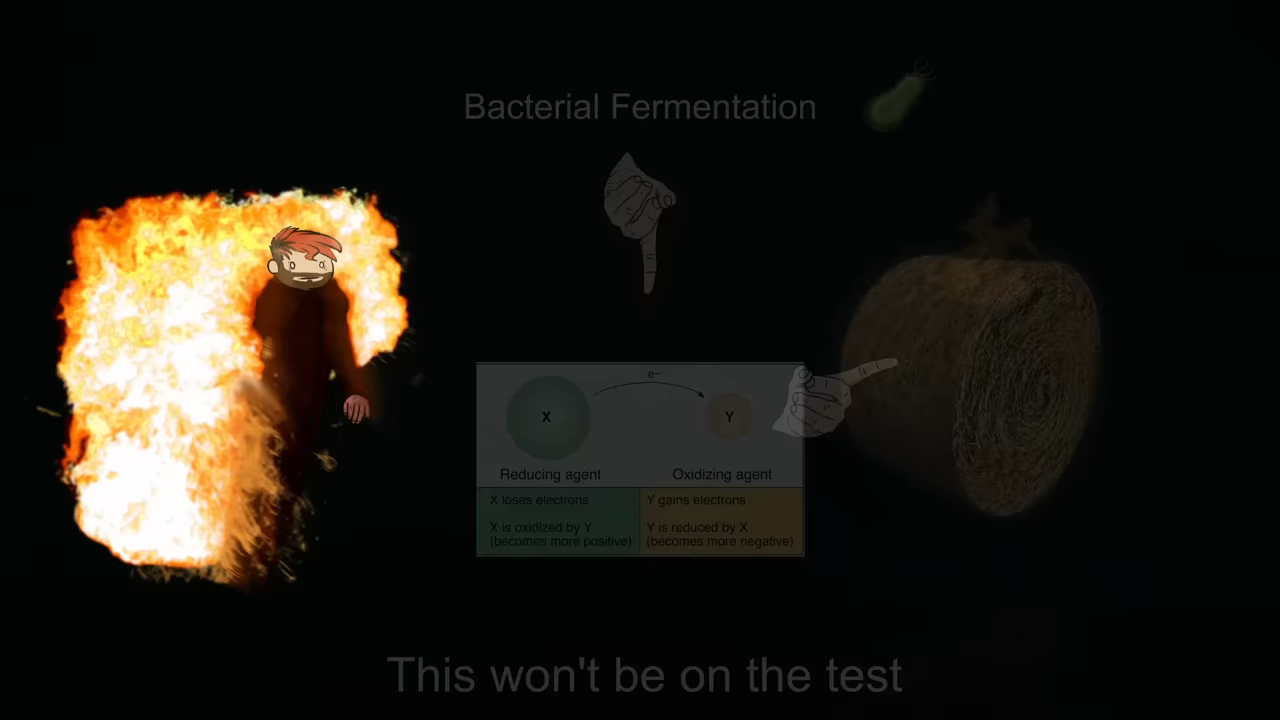 Bacterial Fermentation
e-
X
Y
Reducing agent
Oxidizing agent
X loses electrons
Y gains electrons
X is oxidized by Y
(becomes more positive)
Y is reduced by X
(becomes more negative)
This won't be on the test